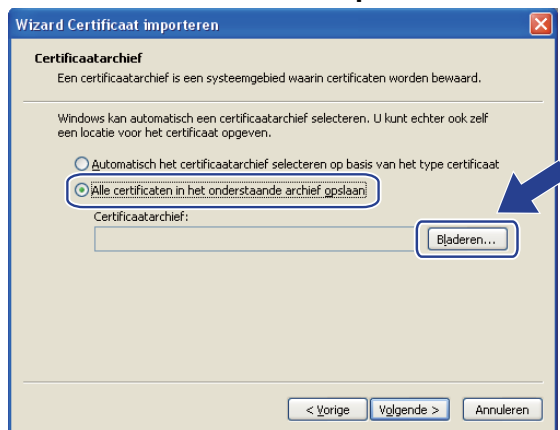 Wizard Certificaat importeren
Certificaatarchief
Een certificaatarchief is een systeemgebied waarin certificaten worden bewaard.
Windows kan automatisch een certificaatarchief selecteren. U kunt echter ook zelf
een locatie voor het certificaat opgeven.
Automatisch het certificaatarchief selecteren op basis van het type certificaat
Alle certificaten in het onderstaande archief opslaan
Certificaatarchief:
Bladeren...
< Vorige Volgende > Annuleren